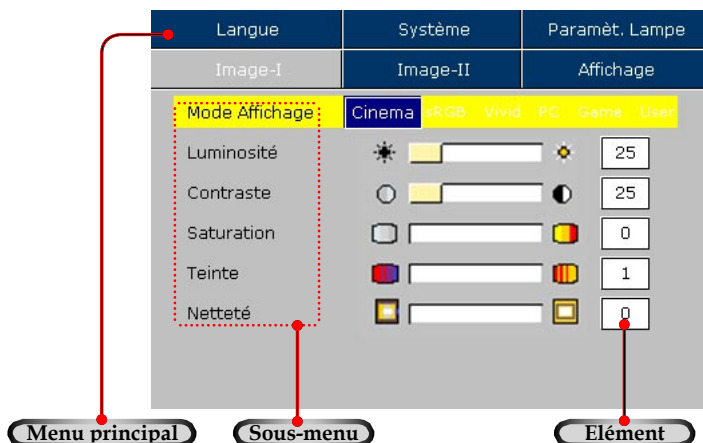 Langue Système Paramèt. Lampe
Image-I Image-II Affichage
Mode Affichage Cinema sRGB Vivid PC Game User
Luminosité 25
Contraste 25
Saturation 0
Teinte 1
Netteté 0
Menu principal Sous-menu Elément